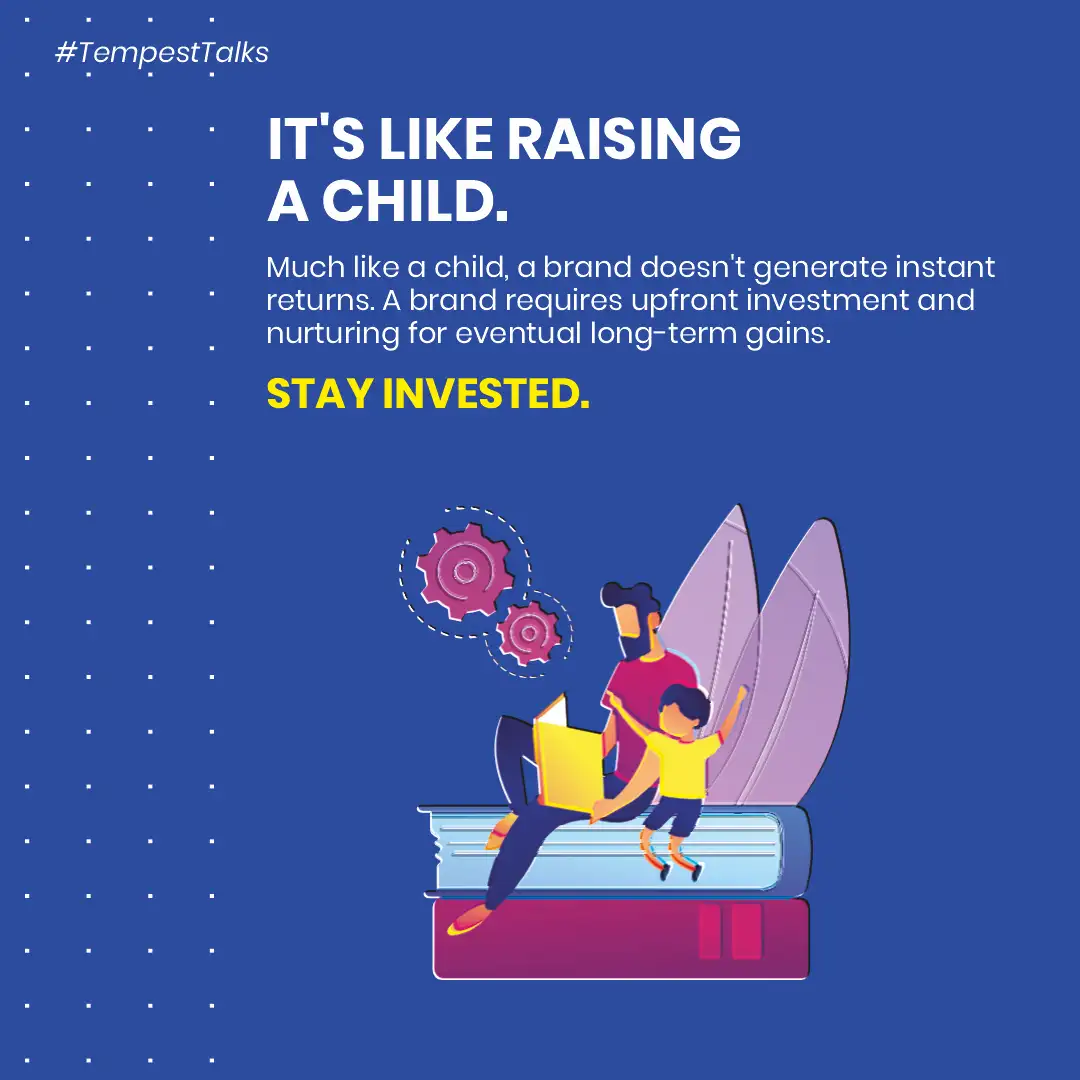 #TempestTalks
IT'S LIKE RAISING
A CHILD.
Much like a child, a brand doesn't generate instant
returns. A brand requires upfront investment and
nurturing for eventual long-term gains.
STAY INVESTED.